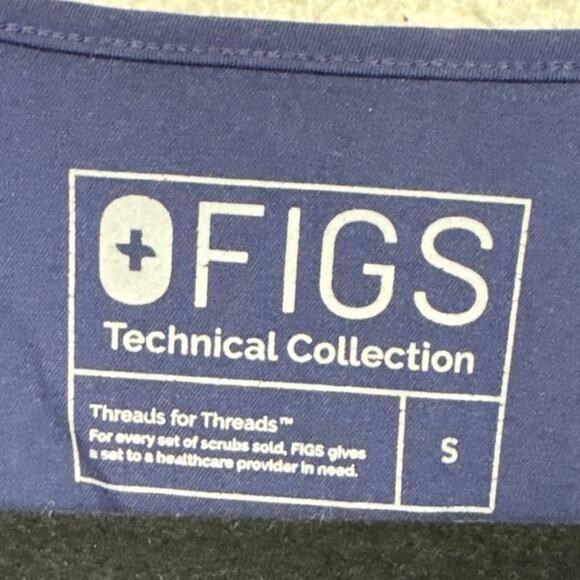 FIGS
Technical Collection
Threads for Threads™
For every set of scrubs sold, FIGS gives
a set to a healthcare provider in need.
S